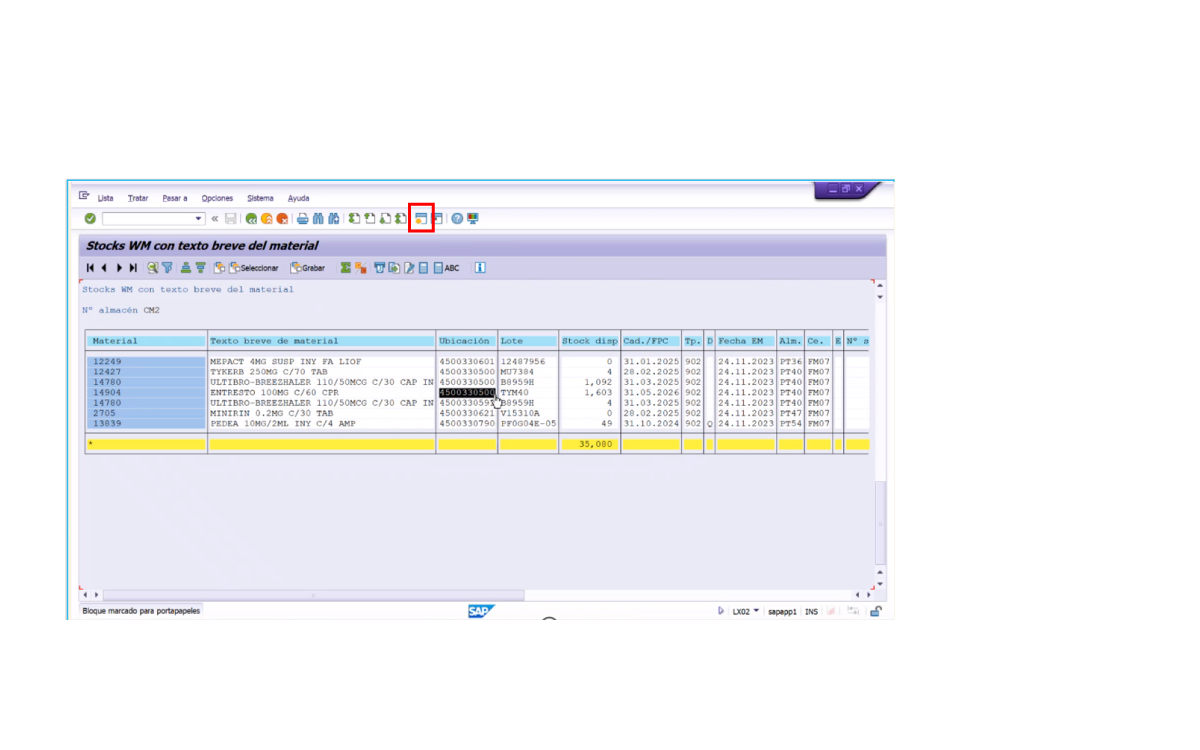 Lista Tratar Pasar a Opciones Sistema Ayuda
Stocks WM con texto breve del material
Seleccionar Grabar ABC
Stocks WM con texto breve del material
Nº almacén CM2
Material Texto breve de material Ubicación Lote Stock disp Cad./FPC Tp. D Fecha EM Alm. Ce. E Nº s
12249 MEPACT 4MG SUSP INY FA LIOF 4500330601 12487956 0 31.01.2025 902 24.11.2023 PT36 FM07
12427 TYKERB 250MG C/70 TAB 4500330500 MU7384 4 28.02.2025 902 24.11.2023 PT40 FM07
14780 ULTIBRO-BREEZHALER 110/50MCG C/30 CAP IN 4500330500 B8959H 1,092 31.03.2025 902 24.11.2023 PT40 FM07
14904 ENTRESTO 100MG C/60 CPR 4500330500 TYM40 1,603 31.05.2026 902 24.11.2023 PT40 FM07
14780 ULTIBRO-BREEZHALER 110/50MCG C/30 CAP IN B8959H 4 31.03.2025 902 24.11.2023 PT40 FM07
2705 MINIRIN 0.2MG C/30 TAB 4500330621 V15310A 0 28.02.2025 902 24.11.2023 PT47 FM07
13839 PEDEA 10MG/2ML INY C/4 AMP 4500330790 PF0G04E-05 49 31.10.2024 902 Q 24.11.2023 PT54 FM07
* 35,080
Bloque marcado para portapapeles SAP LX02 sapapp1 INS